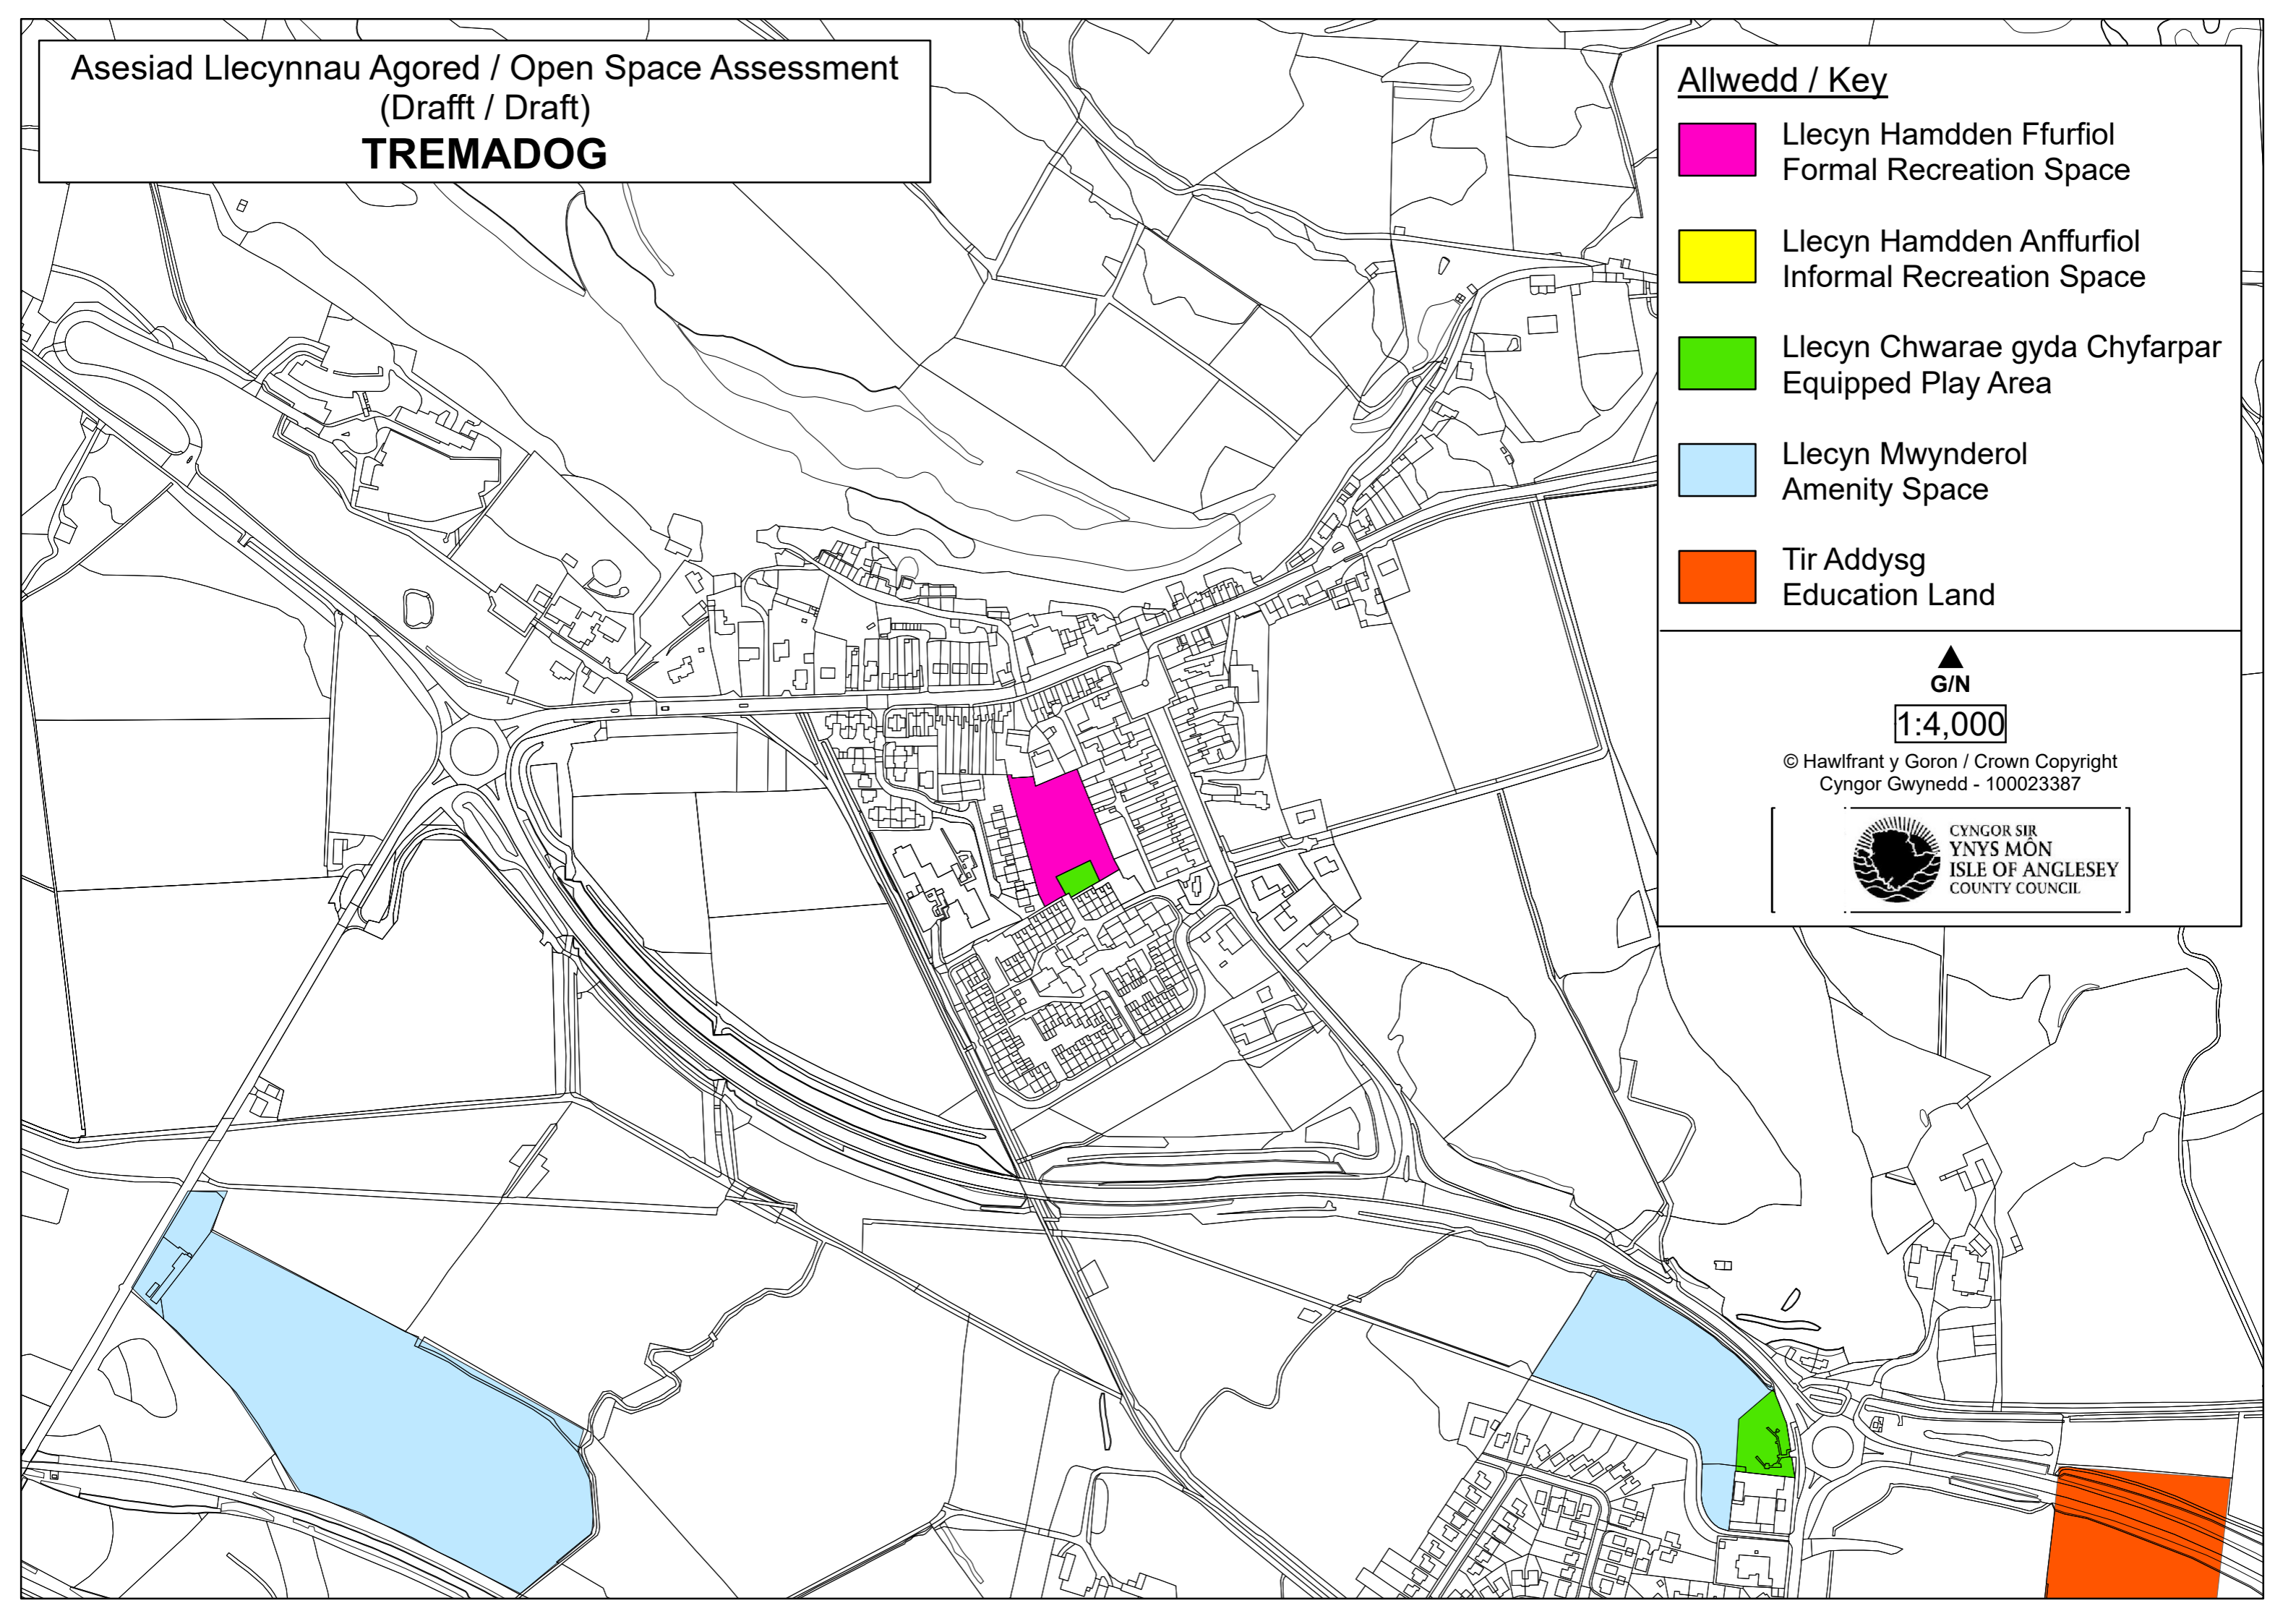 Asesiad Llecynnau Agored / Open Space Assessment
(Drafft / Draft)
TREMADOG
Allwedd / Key
Llecyn Hamdden Ffurfiol
Formal Recreation Space
Llecyn Hamdden Anffurfiol
Informal Recreation Space
Llecyn Chwarae gyda Chyfarpar
Equipped Play Area
Llecyn Mwynderol
Amenity Space
Tir Addysg
Education Land
G/N
1:4,000
© Hawlfrant y Goron / Crown Copyright
Cyngor Gwynedd - 100023387
CYNGOR SIR
YNYS MÔN
ISLE OF ANGLESEY
COUNTY COUNCIL